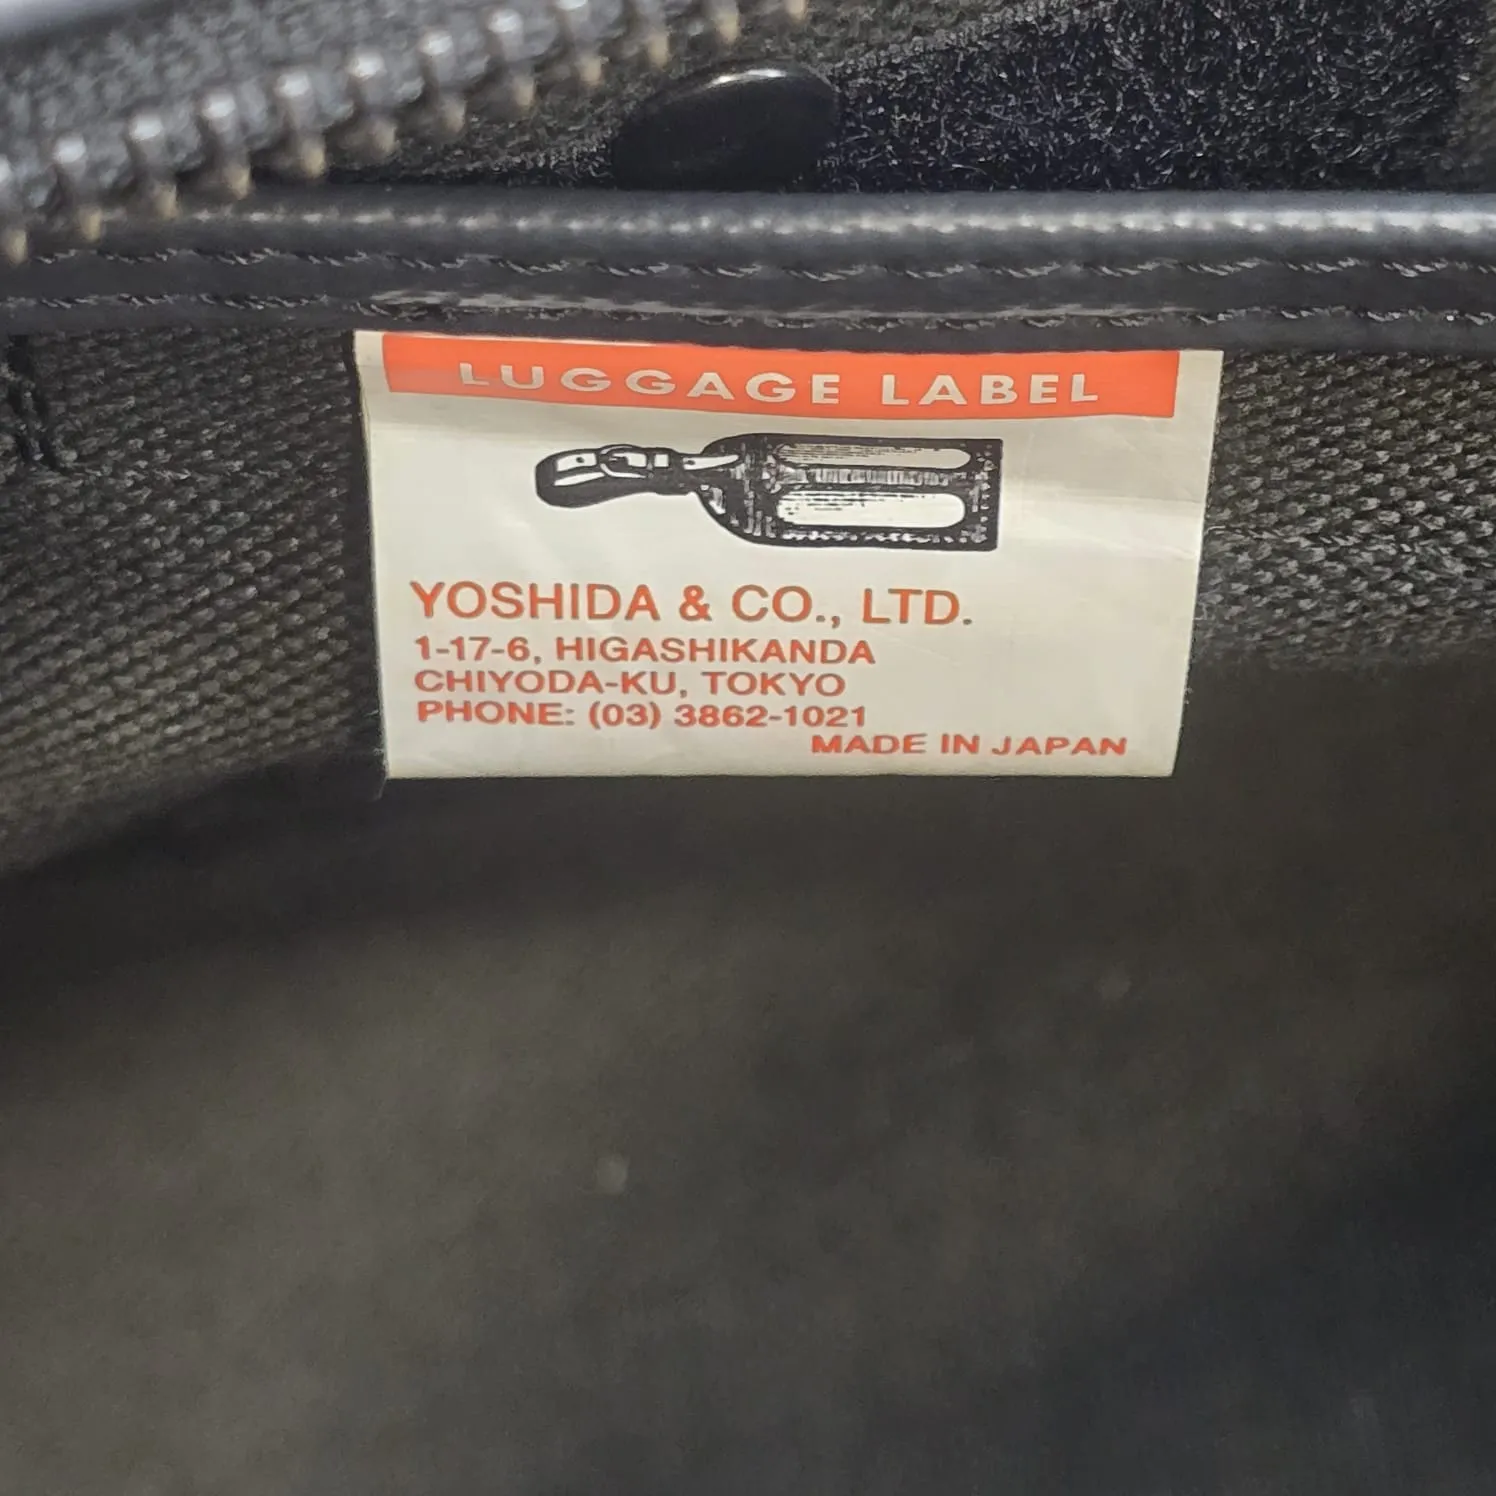 LUGGAGE LABEL
YOSHIDA & CO., LTD.
1-17-6, HIGASHIKANDA
CHIYODA-KU, TOKYO
PHONE: (03) 3862-1021
MADE IN JAPAN